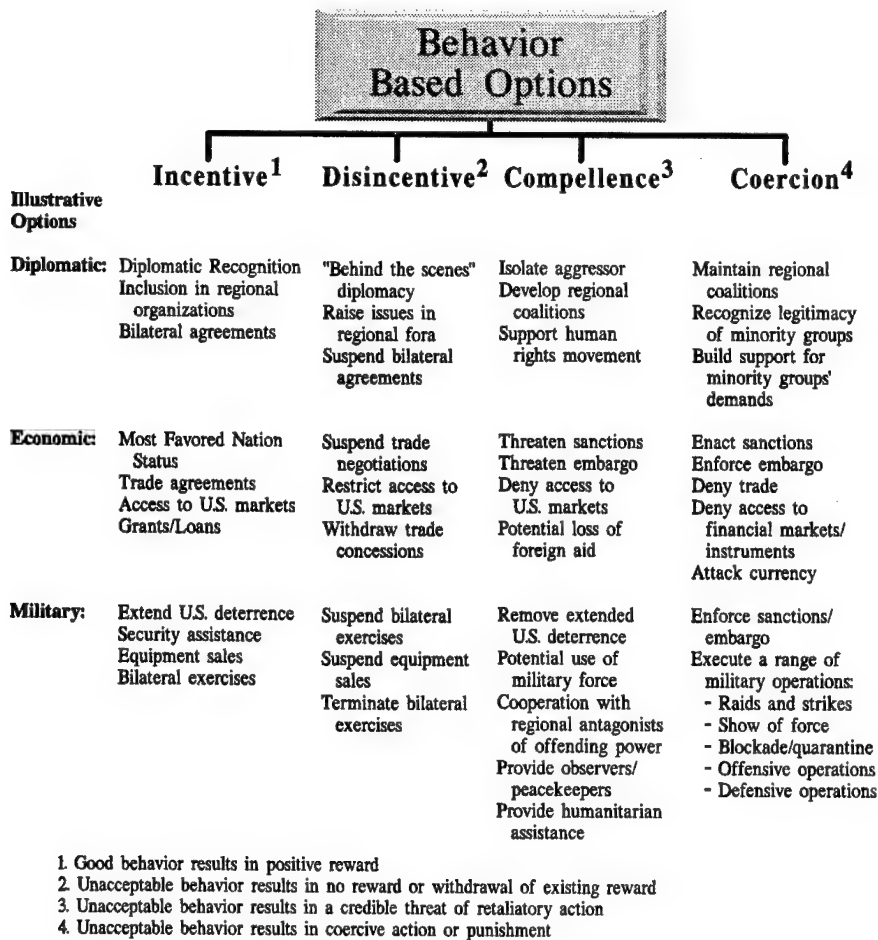 Behavior
Based Options
Incentive1
Disincentive2
Compellence3
Coercion4
Illustrative
Options
Diplomatic:
Diplomatic Recognition
Inclusion in regional
organizations
Bilateral agreements
"Behind the scenes"
diplomacy
Raise issues in
regional fora
Suspend bilateral
agreements
Isolate aggressor
Develop regional
coalitions
Support human
rights movement
Maintain regional
coalitions
Recognize legitimacy
of minority groups
Build support for
minority groups'
demands
Economic:
Most Favored Nation
Status
Trade agreements
Access to U.S. markets
Grants/Loans
Suspend trade
negotiations
Restrict access to
U.S. markets
Withdraw trade
concessions
Threaten sanctions
Threaten embargo
Deny access to
U.S. markets
Potential loss of
foreign aid
Enact sanctions
Enforce embargo
Deny trade
Deny access to
financial markets/
instruments
Attack currency
Military:
Extend U.S. deterrence
Security assistance
Equipment sales
Bilateral exercises
Suspend bilateral
exercises
Suspend equipment
sales
Terminate bilateral
exercises
Remove extended
U.S. deterrence
Potential use of
military force
Cooperation with
regional antagonists
of offending power
Provide observers/
peacekeepers
Provide humanitarian
assistance
Enforce sanctions/
embargo
Execute a range of
military operations:
- Raids and strikes
- Show of force
- Blockade/quarantine
- Offensive operations
- Defensive operations
1. Good behavior results in positive reward
2. Unacceptable behavior results in no reward or withdrawal of existing reward
3. Unacceptable behavior results in a credible threat of retaliatory action
4. Unacceptable behavior results in coercive action or punishment